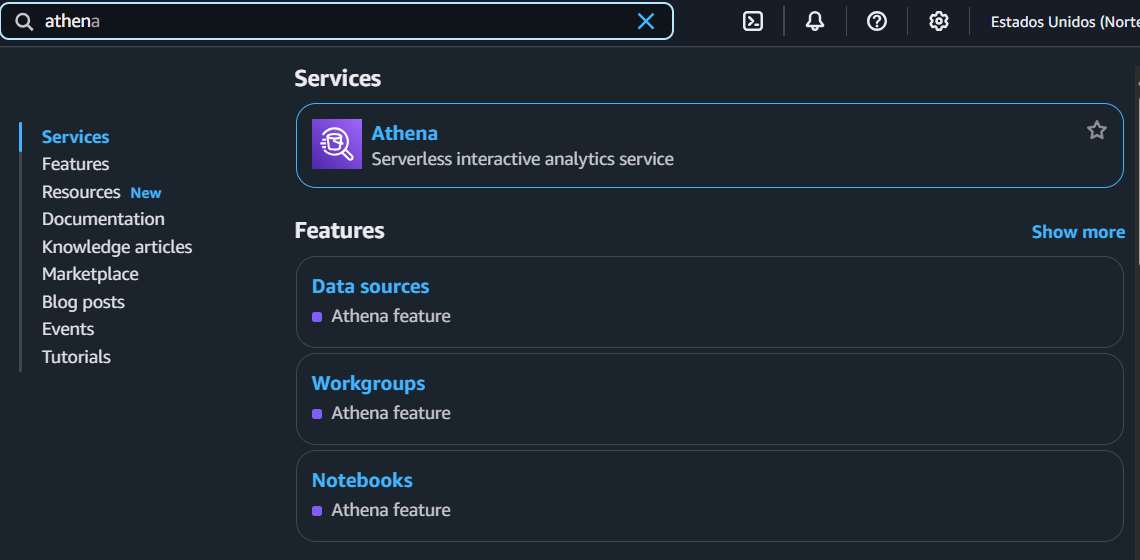 athena
Estados Unidos (Norte
Services
Features
Resources New
Documentation
Knowledge articles
Marketplace
Blog posts
Events
Tutorials
Services
Athena
Serverless interactive analytics service
Features
Show more
Data sources
Athena feature
Workgroups
Athena feature
Notebooks
Athena feature